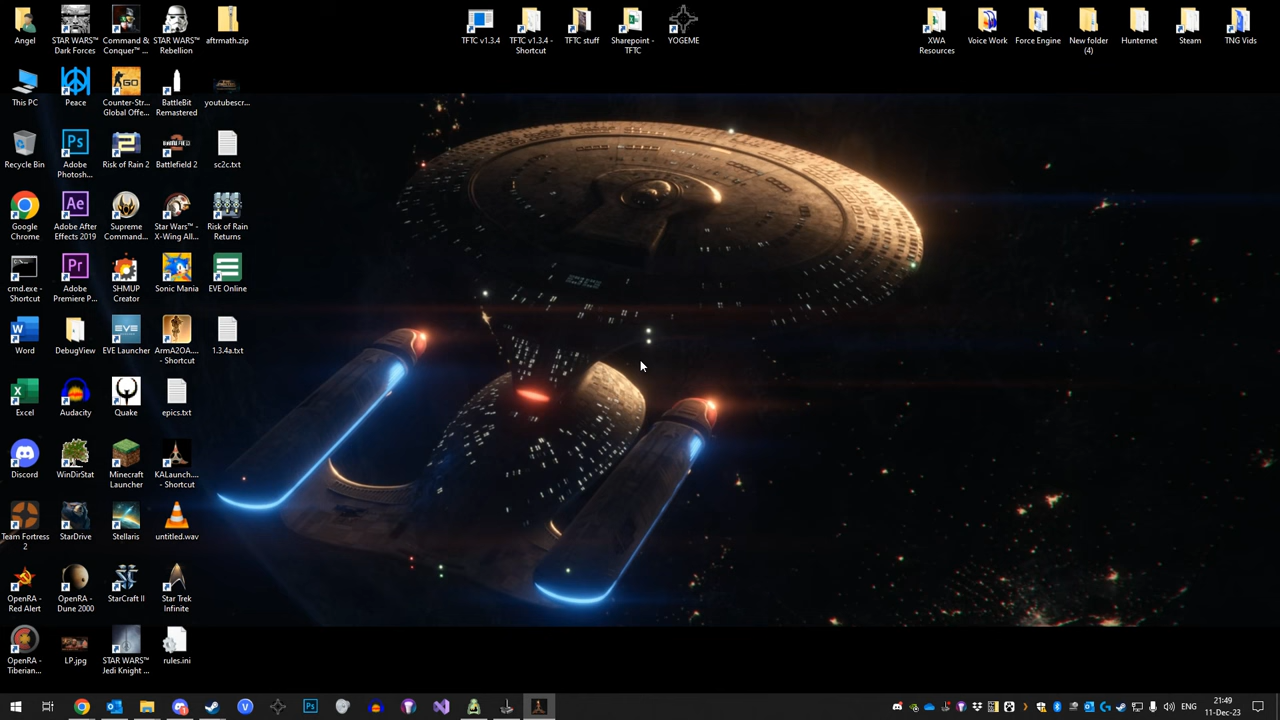 Angel
STAR WARS™
Dark Forces
Command &
Conquer™ ...
STAR WARS™
Rebellion
aftrmath.zip
TFTC v1.3.4
TFTC v1.3.4 -
Shortcut
TFTC stuff
Sharepoint -
TFTC
YOGEME
XWA
Resources
Voice Work
Force Engine
New folder
(4)
Hunternet
Steam
TNG Vids
This PC
Peace
Counter-Str...
Global Offe...
BattleBit
Remastered
youtubescr...
Recycle Bin
Adobe
Photosh...
Risk of Rain 2
Battlefield 2
sc2c.txt
Google
Chrome
Adobe After
Effects 2019
Supreme
Command...
Star Wars™ -
X-Wing All...
Risk of Rain
Returns
cmd.exe -
Shortcut
Adobe
Premiere P...
SHMUP
Creator
Sonic Mania
EVE Online
Word
DebugView
EVE Launcher
ArmA2OA....
- Shortcut
1.3.4a.txt
Excel
Audacity
Quake
epics.txt
Discord
WinDirStat
Minecraft
Launcher
KALaunch....
- Shortcut
Team Fortress
2
StarDrive
Stellaris
untitled.wav
OpenRA -
Red Alert
OpenRA -
Dune 2000
StarCraft II
Star Trek
Infinite
OpenRA -
Tiberian...
LP.jpg
STAR WARS™
Jedi Knight ...
rules.ini
ENG
21:49
11-Dec-23